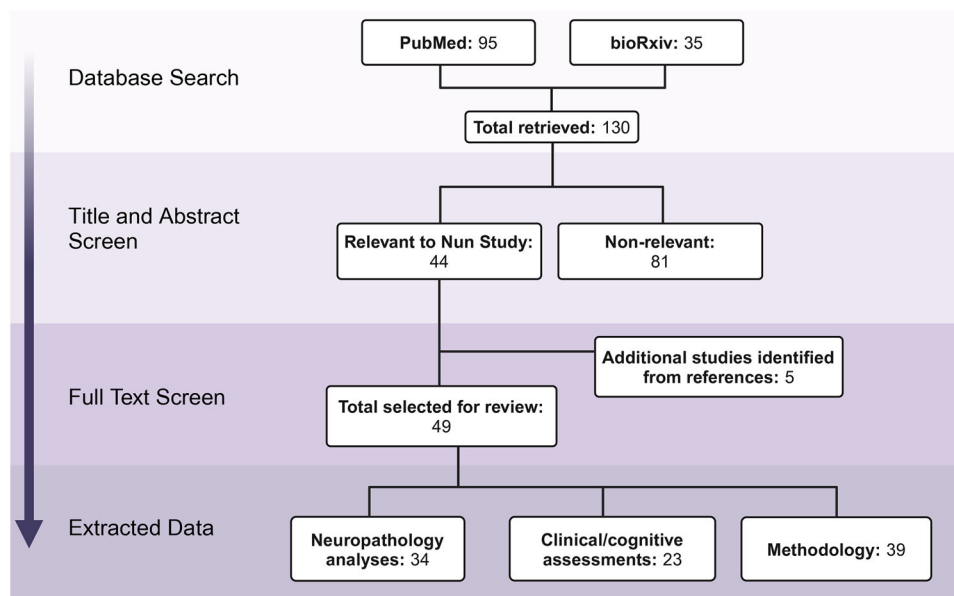 Database Search
PubMed: 95
bioRxiv: 35
Total retrieved: 130
Title and Abstract
Screen
Relevant to Nun Study:
44
Non-relevant:
81
Full Text Screen
Additional studies identified
from references: 5
Total selected for review:
49
Extracted Data
Neuropathology
analyses: 34
Clinical/cognitive
assessments: 23
Methodology: 39